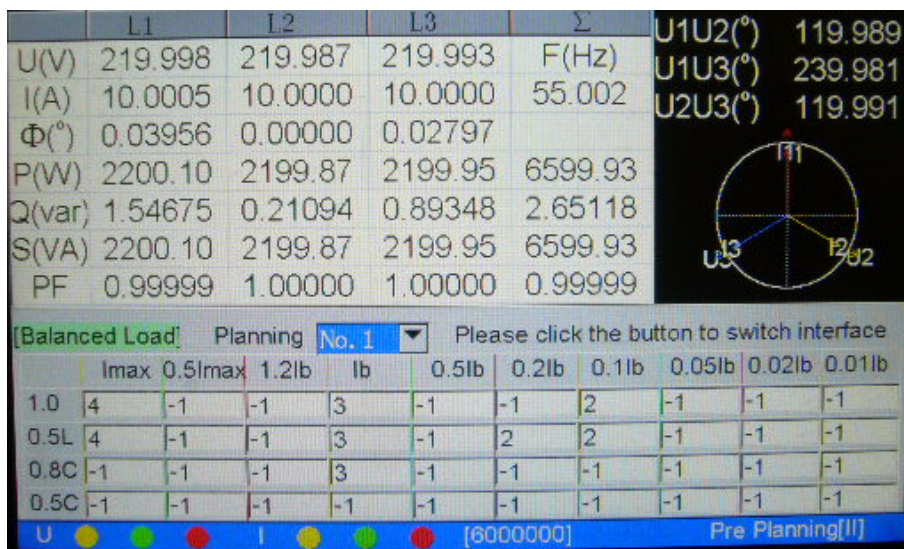 L1 L2 L3 Σ
U(V) 219.998 219.987 219.993 F(Hz)
I(A) 10.0005 10.0000 10.0000 55.002
Φ(°) 0.03956 0.00000 0.02797
P(W) 2200.10 2199.87 2199.95 6599.93
Q(var) 1.54675 0.21094 0.89348 2.65118
S(VA) 2200.10 2199.87 2199.95 6599.93
PF 0.99999 1.00000 1.00000 0.99999
U1U2(°) 119.989
U1U3(°) 239.981
U2U3(°) 119.991
I3 I2
U3 U2
[Balanced Load] Planning No. 1 Please click the button to switch interface
Imax 0.5Imax 1.2Ib Ib 0.5Ib 0.2Ib 0.1Ib 0.05Ib 0.02Ib 0.01Ib
1.0 4 -1 -1 3 -1 -1 2 -1 -1 -1
0.5L 4 -1 -1 3 -1 2 2 -1 -1 -1
0.8C -1 -1 -1 3 -1 -1 -1 -1 -1 -1
0.5C -1 -1 -1 -1 -1 -1 -1 -1 -1 -1
U I [6000000] Pre Planning[II]